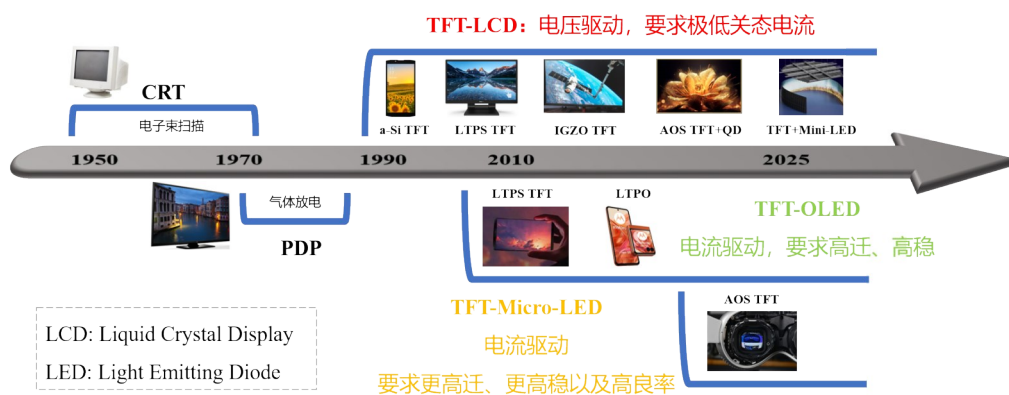 TFT-LCD：电压驱动，要求极低关态电流
CRT
电子束扫描
a-Si TFT
LTPS TFT
IGZO TFT
AOS TFT+QD
TFT+Mini-LED
1950
1970
1990
2010
2025
气体放电
PDP
LTPS TFT
LTPO
TFT-OLED
电流驱动，要求高迁、高稳
TFT-Micro-LED
电流驱动
要求更高迁、更高稳以及高良率
AOS TFT
LCD: Liquid Crystal Display
LED: Light Emitting Diode